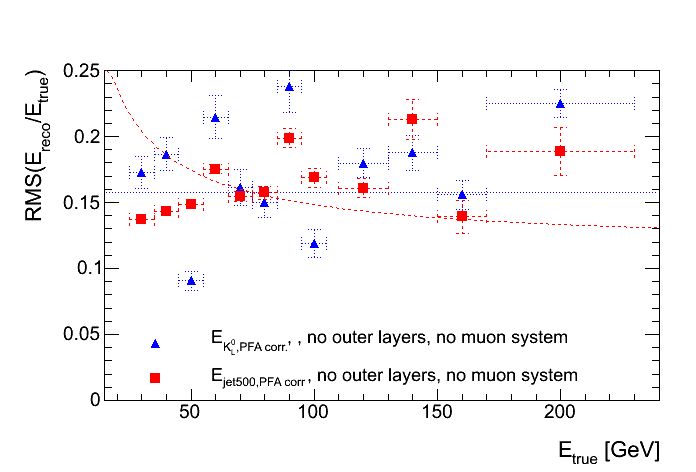 RMS(E_reco/E_true)
0.25
0.2
0.15
0.1
0.05
0
E_K⁰_L,PFA corr., , no outer layers, no muon system
E_jet500,PFA corr, no outer layers, no muon system
50 100 150 200
E_true [GeV]